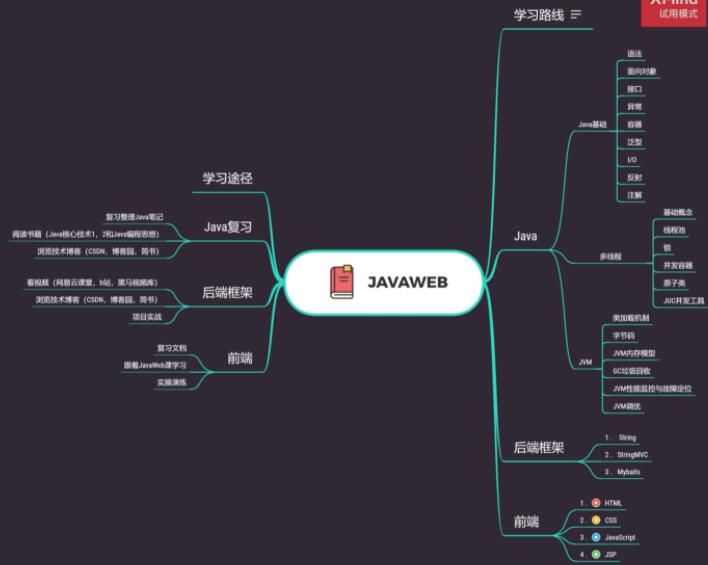 XMind
试用模式
学习路线
Java
Java基础
语法
面向对象
接口
异常
容器
泛型
I/O
反射
注解
多线程
基础概念
线程池
锁
并发容器
原子类
JUC并发工具
JVM
类加载机制
字节码
JVM内存模型
GC垃圾回收
JVM性能监控与故障定位
JVM调优
后端框架
1. String
2. StringMVC
3. Mybaits
前端
1. HTML
2. CSS
3. JavaScript
4. JSP
JAVAWEB
学习途径
Java复习
复习整理Java笔记
阅读书籍（Java核心技术1，2和Java编程思想）
浏览技术博客（CSDN，博客园，简书）
后端框架
看视频（网易云课堂，b站，黑马视频库）
浏览技术博客（CSDN，博客园，简书）
项目实战
前端
复习文档
跟着JavaWeb课学习
实操演练